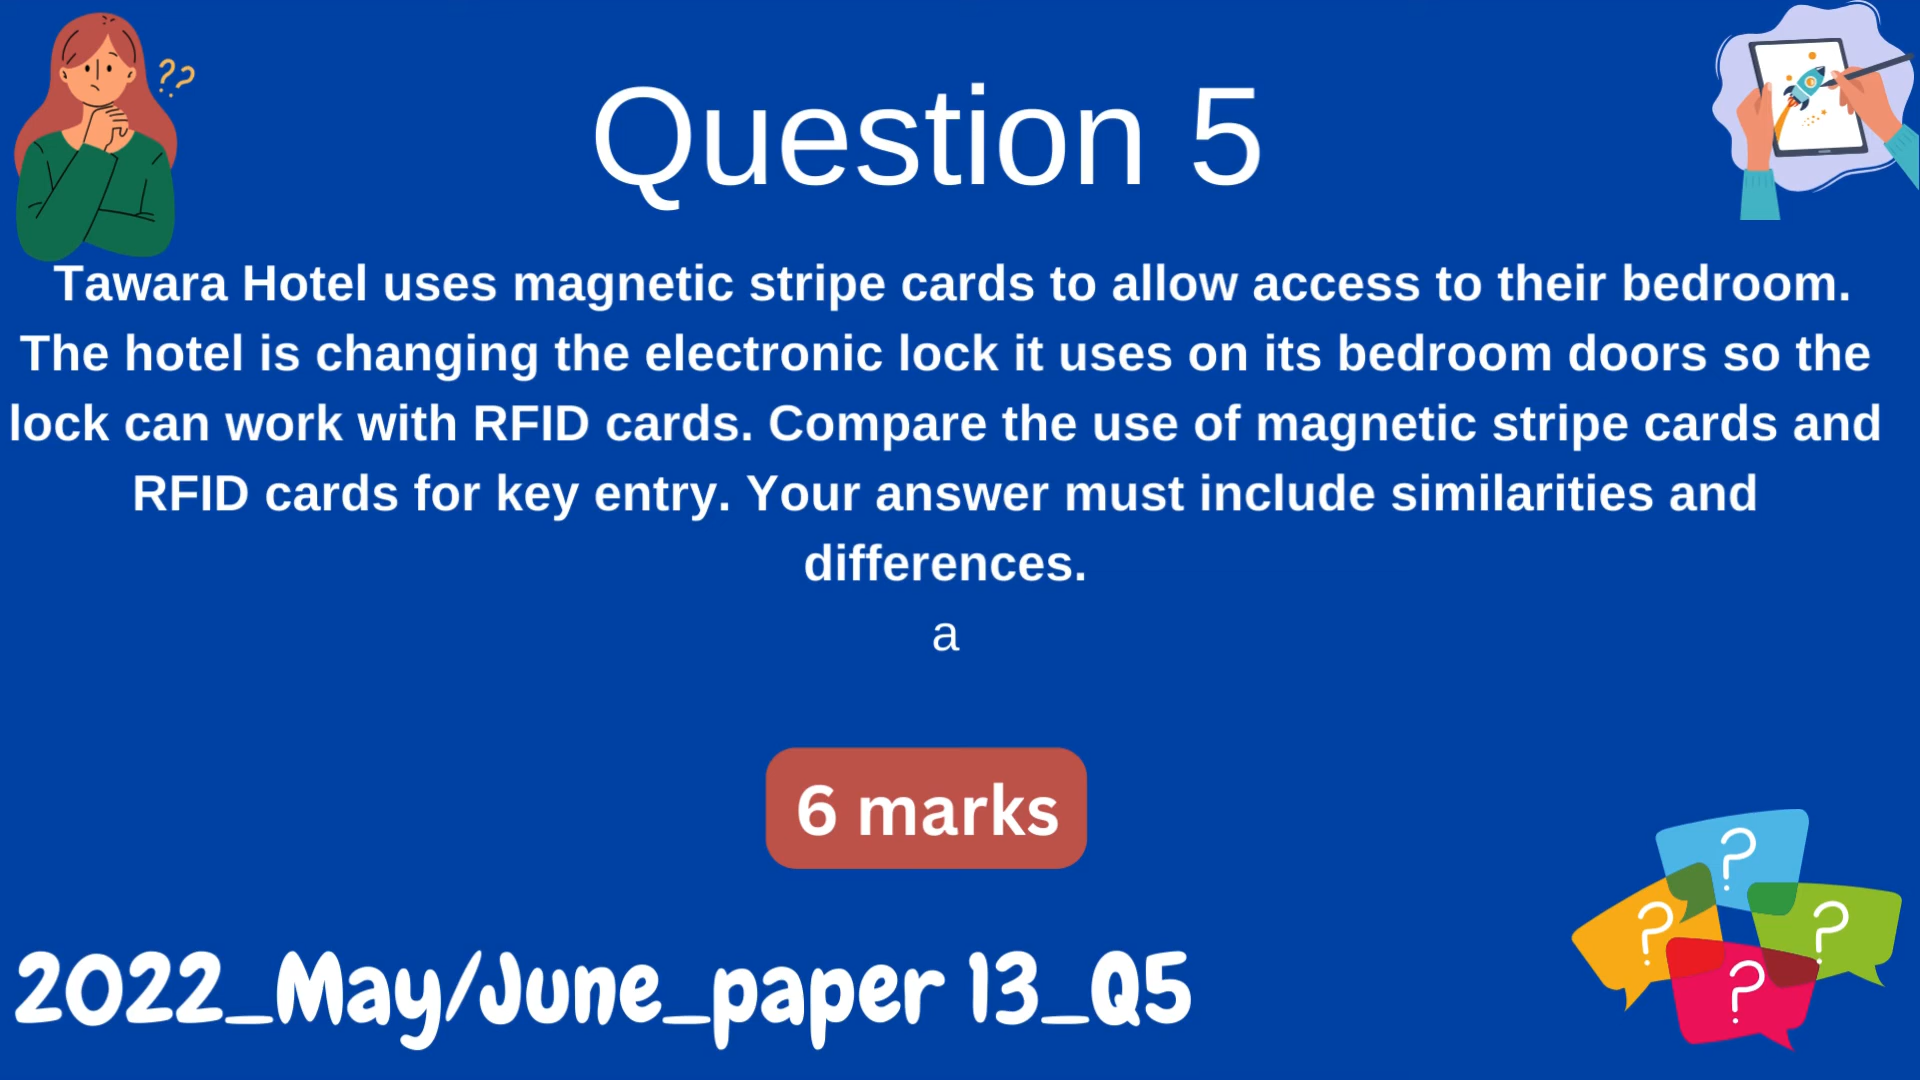 ??
Question 5
Tawara Hotel uses magnetic stripe cards to allow access to their bedroom.
The hotel is changing the electronic lock it uses on its bedroom doors so the
lock can work with RFID cards. Compare the use of magnetic stripe cards and
RFID cards for key entry. Your answer must include similarities and
differences.
a
6 marks
?
?
?
?
2022_May/June_paper 13_Q5